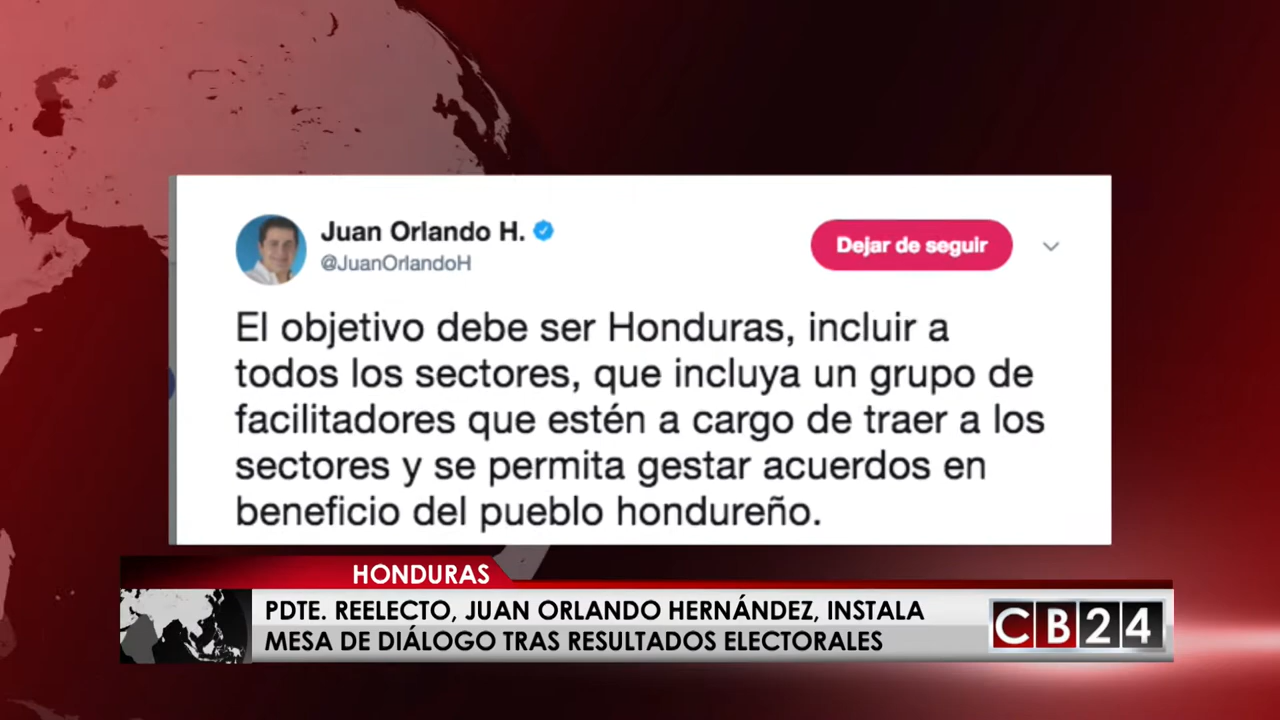 Juan Orlando H.
@JuanOrlandoH
Dejar de seguir
El objetivo debe ser Honduras, incluir a
todos los sectores, que incluya un grupo de
facilitadores que estén a cargo de traer a los
sectores y se permita gestar acuerdos en
beneficio del pueblo hondureño.
HONDURAS
PDTE. REELECTO, JUAN ORLANDO HERNÁNDEZ, INSTALA
MESA DE DIÁLOGO TRAS RESULTADOS ELECTORALES
CB24